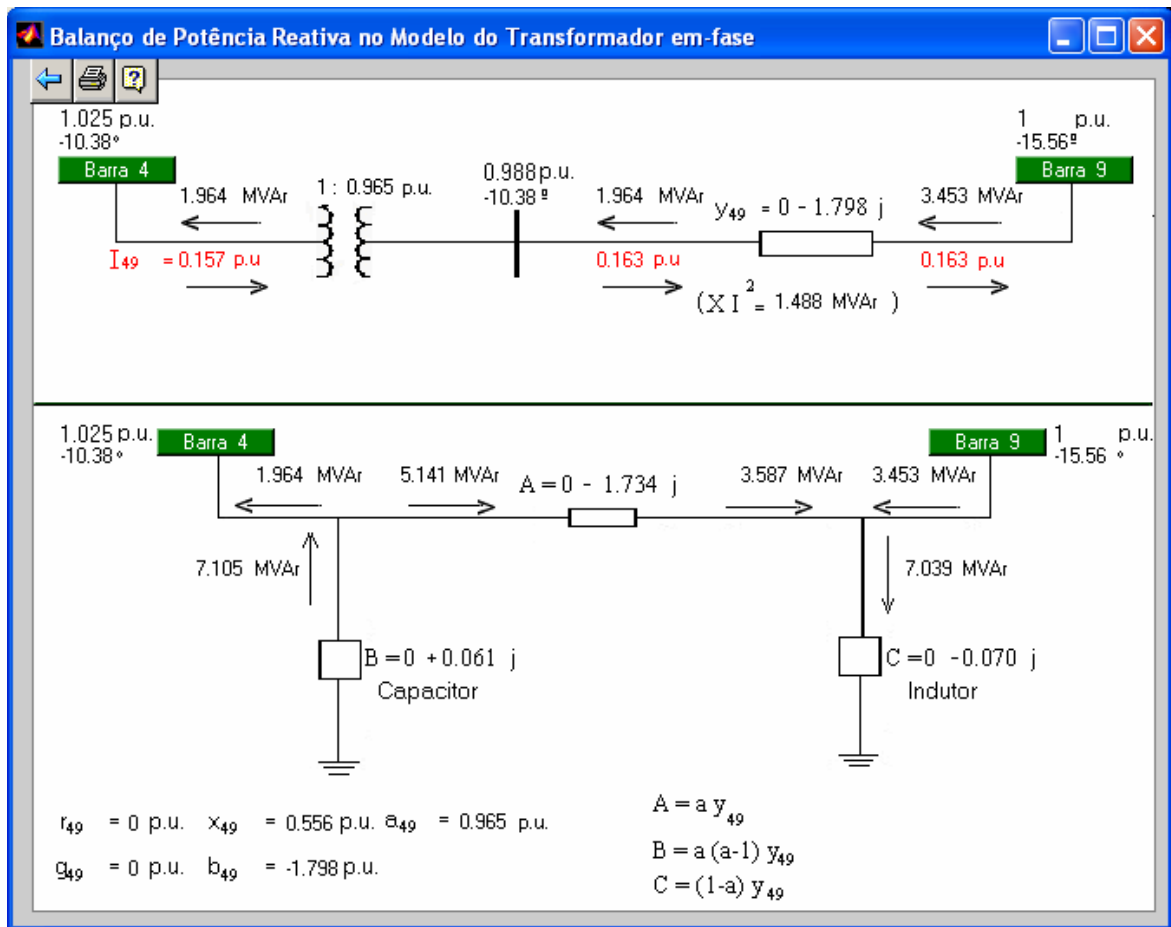 Balanço de Potência Reativa no Modelo do Transformador em-fase
1.025 p.u.
-10.38º
Barra 4
1.964 MVAr
I49 = 0.157 p.u
1 : 0.965 p.u.
0.988 p.u.
-10.38 º
1.964 MVAr
0.163 p.u
y49 = 0 - 1.798 j
(XI² = 1.488 MVAr )
1 p.u.
-15.56º
Barra 9
3.453 MVAr
0.163 p.u
1.025 p.u.
-10.38 º
Barra 4
1.964 MVAr
5.141 MVAr
A = 0 - 1.734 j
3.587 MVAr
3.453 MVAr
Barra 9
1 p.u.
-15.56 º
7.105 MVAr
B = 0 + 0.061 j
Capacitor
7.039 MVAr
C = 0 -0.070 j
Indutor
r49 = 0 p.u. x49 = 0.556 p.u. a49 = 0.965 p.u.
g49 = 0 p.u. b49 = -1.798 p.u.
A = a y49
B = a (a-1) y49
C = (1-a) y49